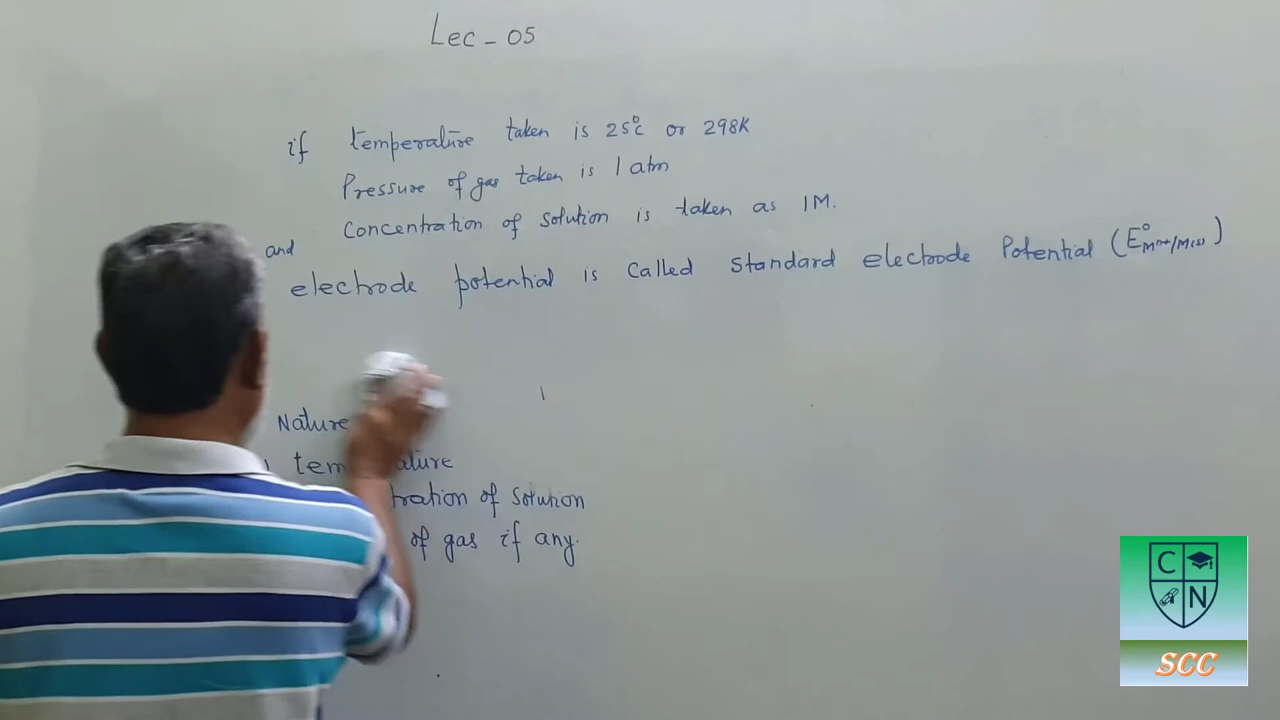 Lec - 05
if temperature taken is 25°C or 298K
Pressure of gas taken is 1 atm
Concentration of solution is taken as 1M.
and
electrode potential is called standard electrode Potential (E°Mⁿ⁺/M(s))
Nature
temperature
tration of solution
of gas if any.
C N
SCC